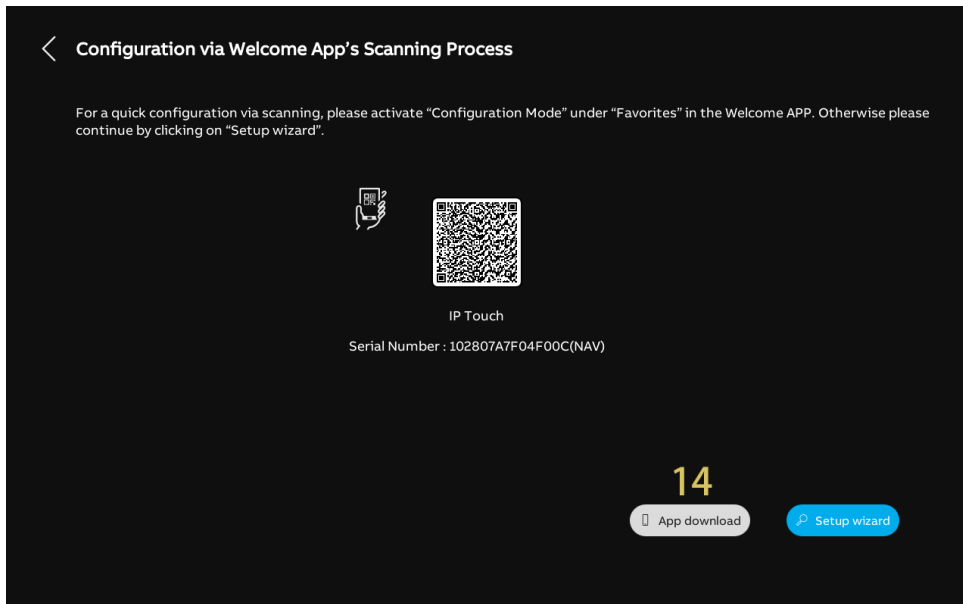 Configuration via Welcome App’s Scanning Process
For a quick configuration via scanning, please activate “Configuration Mode” under “Favorites” in the Welcome APP. Otherwise please
continue by clicking on “Setup wizard”.
IP Touch
Serial Number : 102807A7F04F00C(NAV)
14
App download
Setup wizard